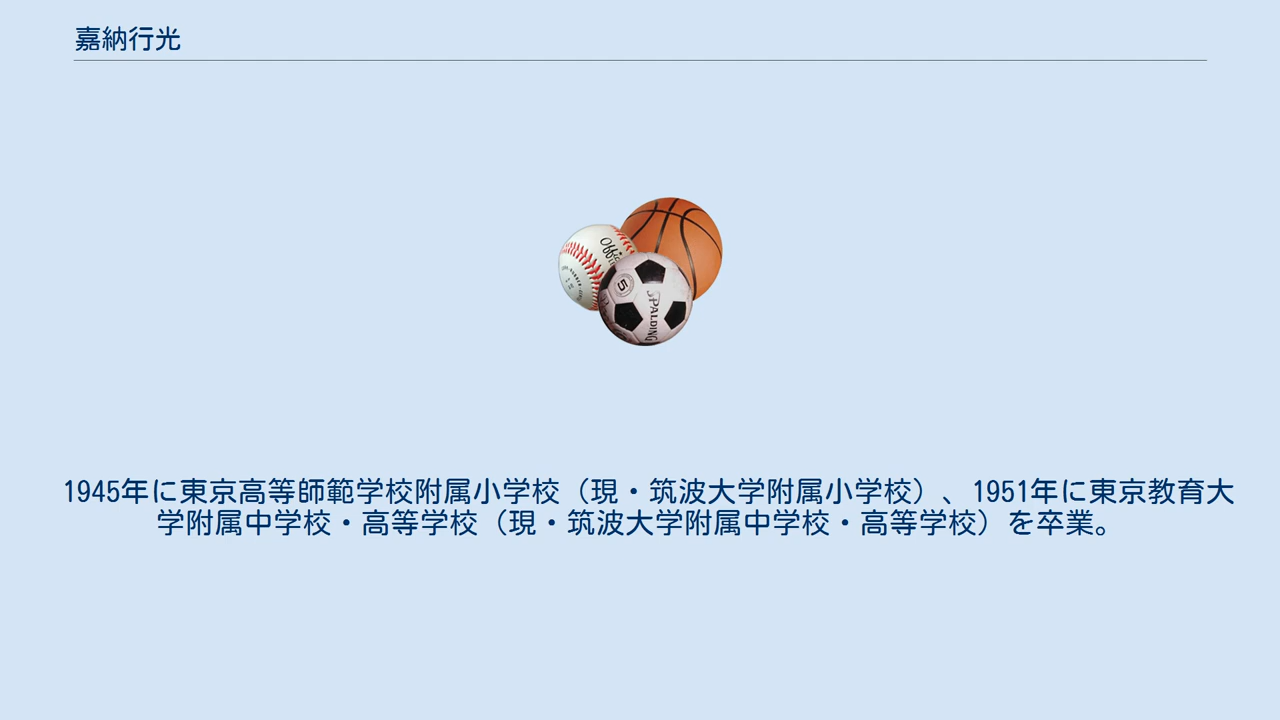 嘉納行光
Offic
5
SPALDING
1945年に東京高等師範学校附属小学校（現・筑波大学附属小学校）、1951年に東京教育大
学附属中学校・高等学校（現・筑波大学附属中学校・高等学校）を卒業。